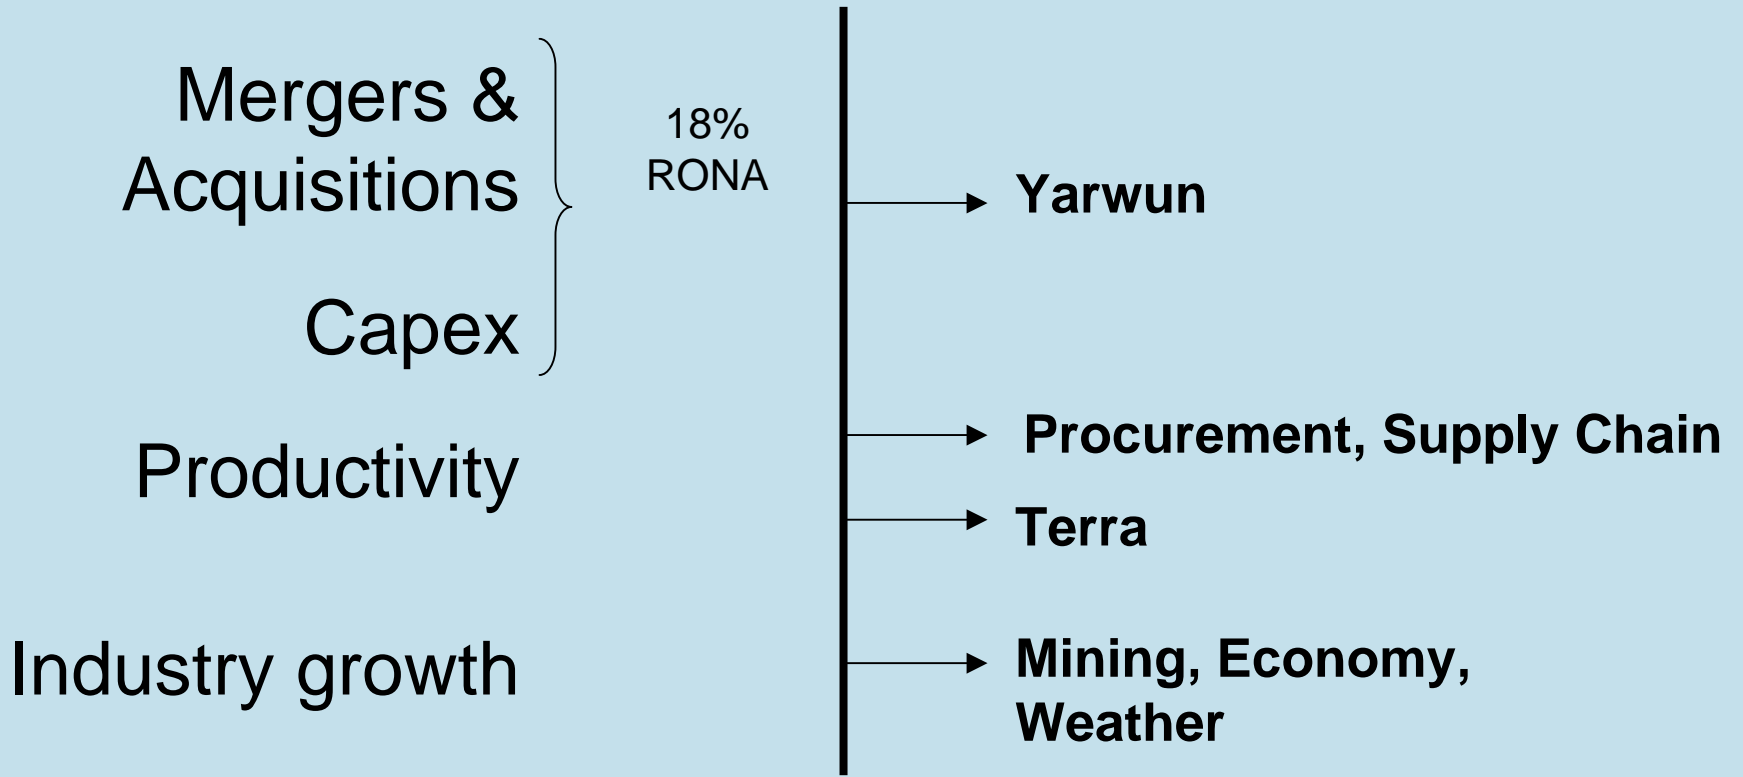 Mergers &
Acquisitions
Capex
Productivity
Industry growth
18%
RONA
Yarwun
Procurement, Supply Chain
Terra
Mining, Economy,
Weather